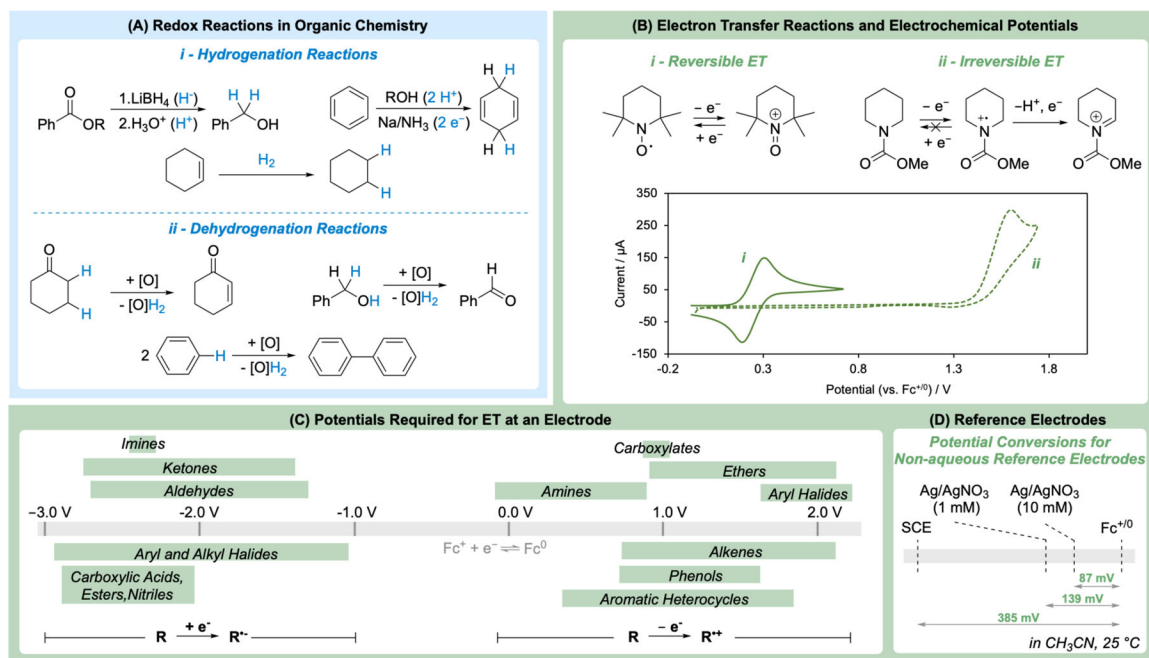 (A) Redox Reactions in Organic Chemistry
i - Hydrogenation Reactions
O
Ph
OR
1.LiBH4 (H-)
2.H3O+ (H+)
H H
Ph OH
ROH (2 H+)
Na/NH3 (2 e−)
H H
H H
H2
H
H
ii - Dehydrogenation Reactions
O
H
H
+ [O]
- [O]H2
O
H H
Ph OH
+ [O]
- [O]H2
H
Ph O
2
H
+ [O]
- [O]H2
(B) Electron Transfer Reactions and Electrochemical Potentials
i - Reversible ET
ii - Irreversible ET
N
O•
− e−
+ e−
N
⊕
O
N
O OMe
− e−
+ e−
+•
N
O OMe
−H+, e−
N
⊕
O OMe
350
250
150
50
-50
-150
Current / µA
i
ii
-0.2 0.3 0.8 1.3 1.8
Potential (vs. Fc+/0) / V
(C) Potentials Required for ET at an Electrode
Imines
Ketones
Aldehydes
Carboxylates
Ethers
Amines
Aryl Halides
−3.0 V −2.0 V −1.0 V 0.0 V 1.0 V 2.0 V
Fc+ + e− ⇌ Fc0
Aryl and Alkyl Halides
Carboxylic Acids,
Esters,Nitriles
Alkenes
Phenols
Aromatic Heterocycles
R + e- R•-
R − e- R•+
(D) Reference Electrodes
Potential Conversions for
Non-aqueous Reference Electrodes
Ag/AgNO3
(1 mM)
Ag/AgNO3
(10 mM)
SCE
Fc+/0
87 mV
139 mV
385 mV
in CH3CN, 25 °C